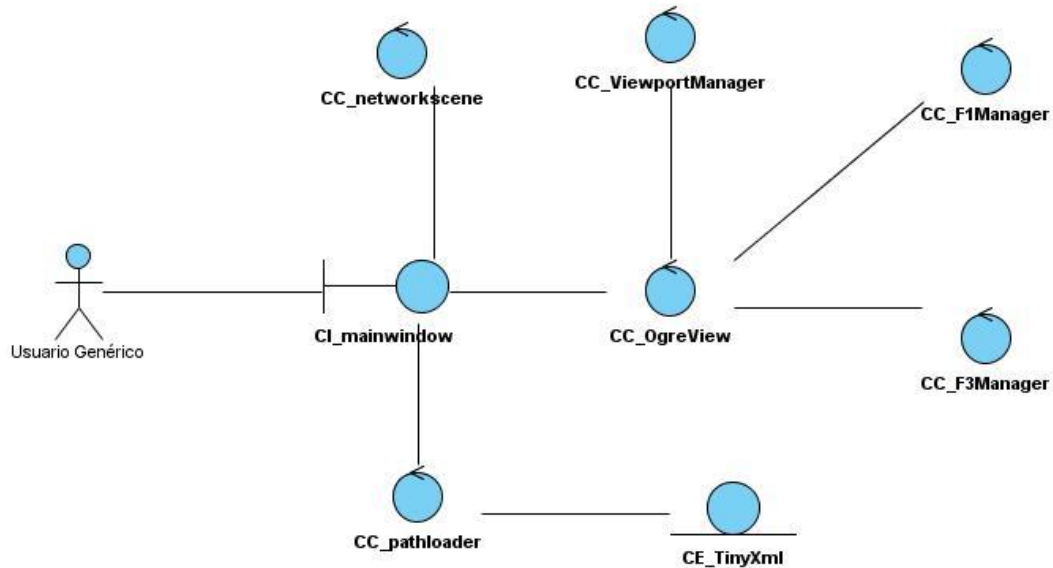 CC_networkscene
CC_ViewportManager
CC_F1Manager
Usuario Genérico
CI_mainwindow
CC_OgreView
CC_F3Manager
CC_pathloader
CE_TinyXml